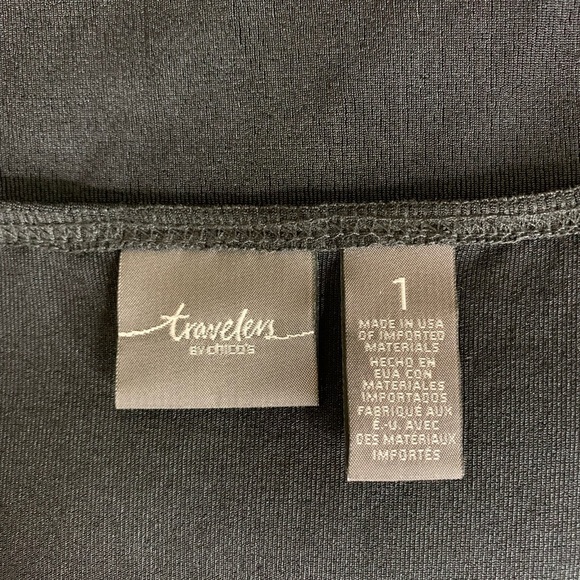 travelers
BY CHICO'S
1
MADE IN USA
OF IMPORTED
MATERIALS
HECHO EN
EUA CON
MATERIALES
IMPORTADOS
FABRIQUÉ AUX
É.-U. AVEC
DES MATERIAUX
IMPORTÉS